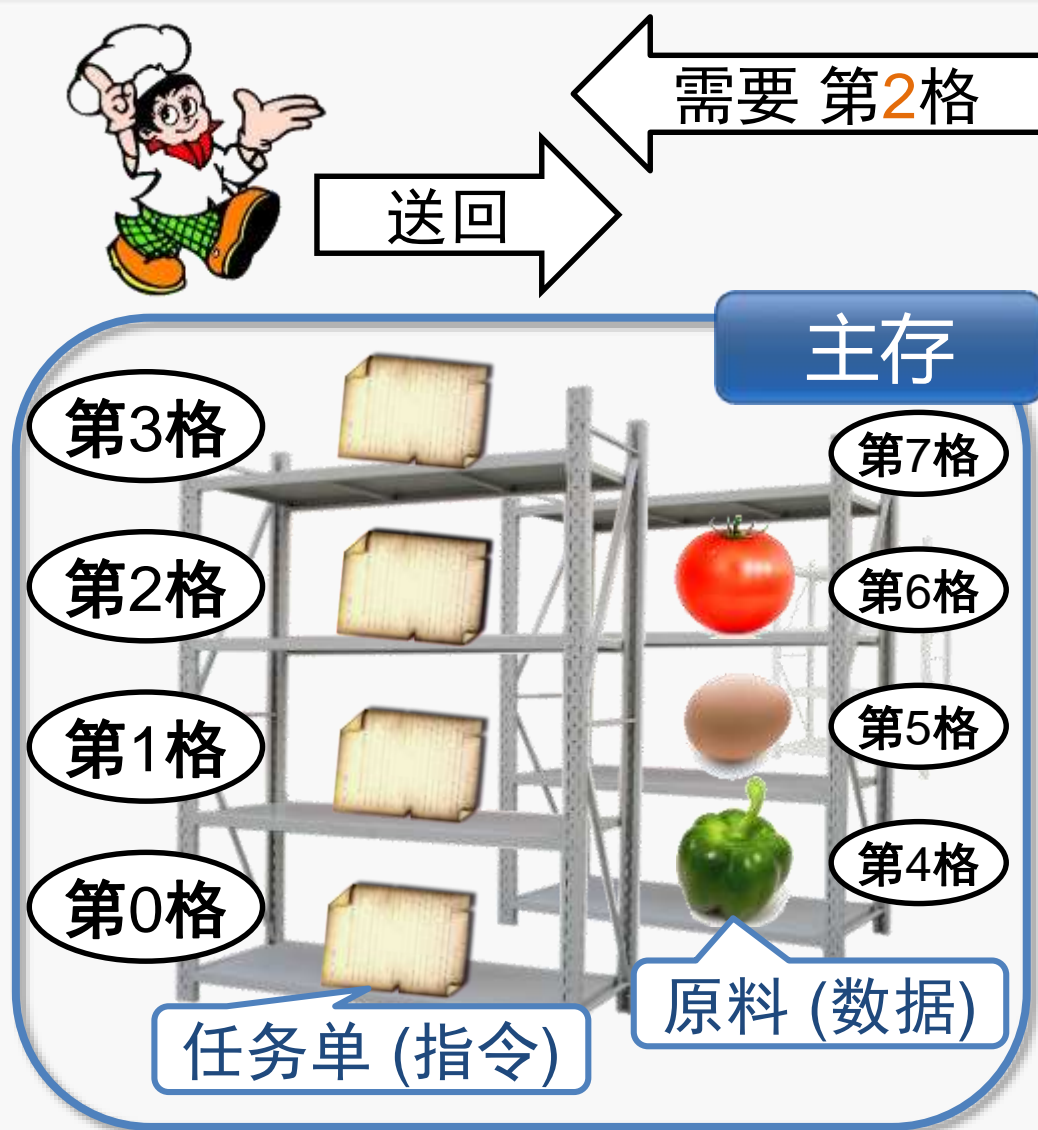 需要 第2格
送回
主存
第3格
第7格
第2格
第6格
第1格
第5格
第0格
第4格
原料 (数据)
任务单 (指令)